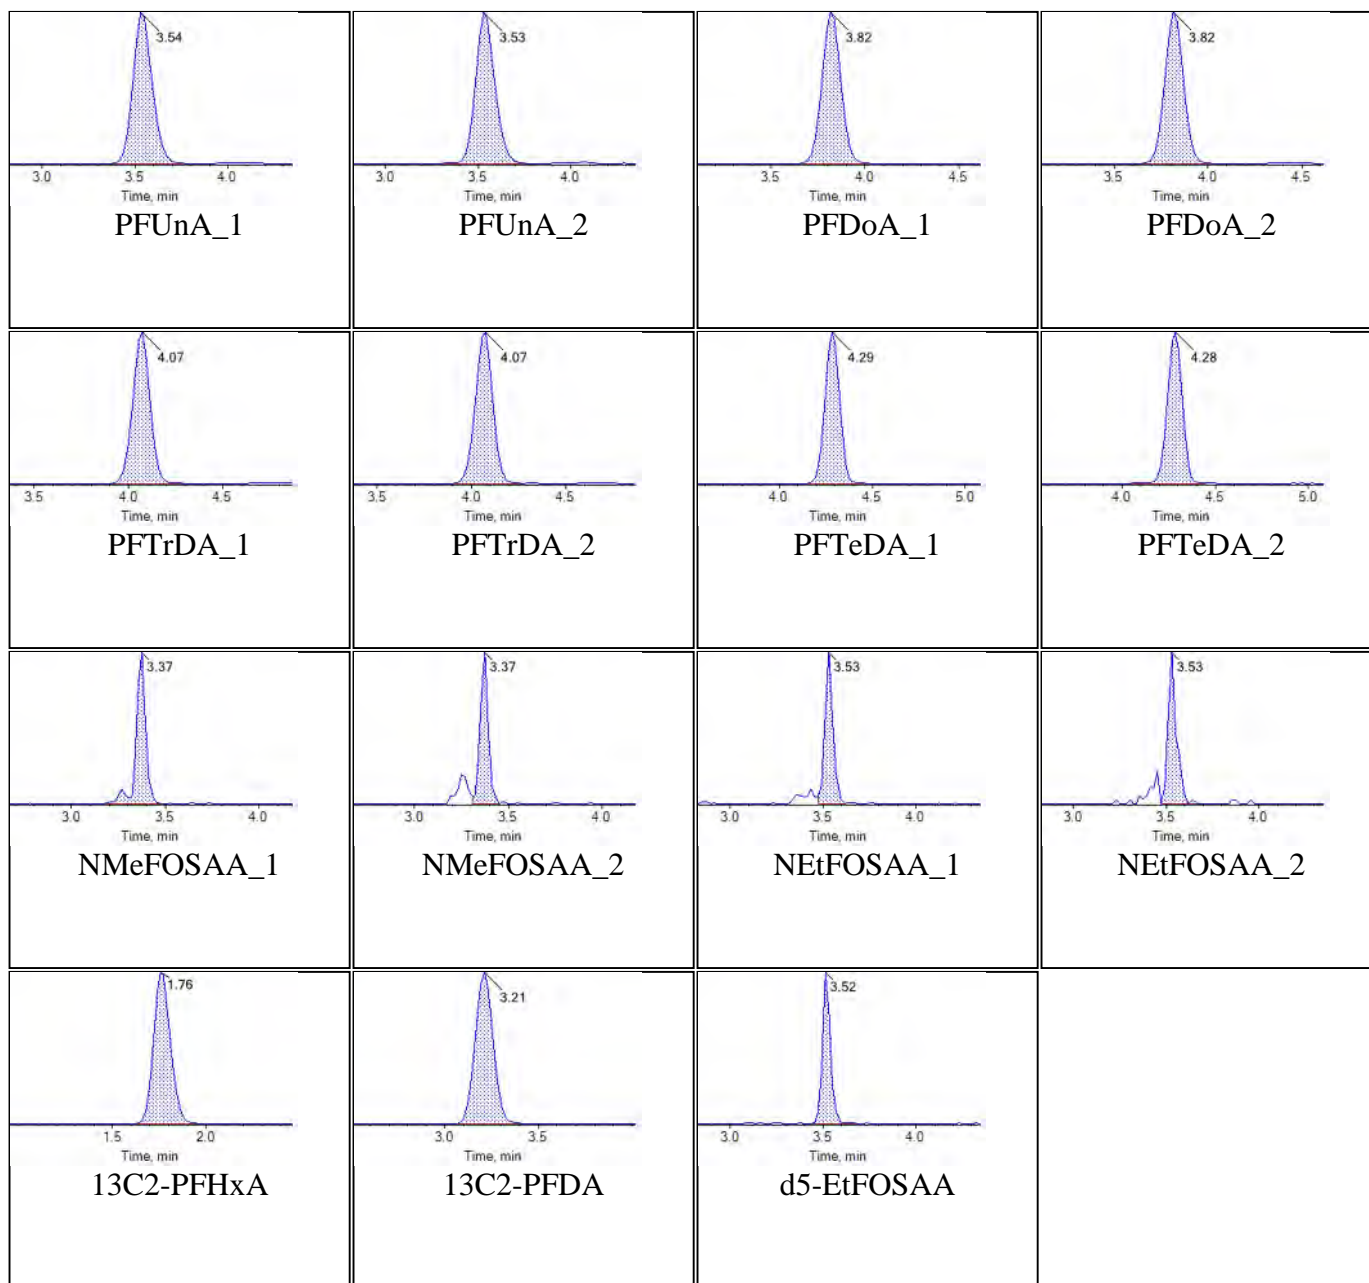 3.54
3.0 3.5 4.0
Time, min
PFUnA_1
3.53
3.0 3.5 4.0
Time, min
PFUnA_2
3.82
3.5 4.0 4.5
Time, min
PFDoA_1
3.82
3.5 4.0 4.5
Time, min
PFDoA_2
4.07
3.5 4.0 4.5
Time, min
PFTrDA_1
4.07
3.5 4.0 4.5
Time, min
PFTrDA_2
4.29
4.0 4.5 5.0
Time, min
PFTeDA_1
4.28
4.0 4.5 5.0
Time, min
PFTeDA_2
3.37
3.0 3.5 4.0
Time, min
NMeFOSAA_1
3.37
3.0 3.5 4.0
Time, min
NMeFOSAA_2
3.53
3.0 3.5 4.0
Time, min
NEtFOSAA_1
3.53
3.0 3.5 4.0
Time, min
NEtFOSAA_2
1.76
1.5 2.0
Time, min
13C2-PFHxA
3.21
3.0 3.5
Time, min
13C2-PFDA
3.52
3.0 3.5 4.0
Time, min
d5-EtFOSAA